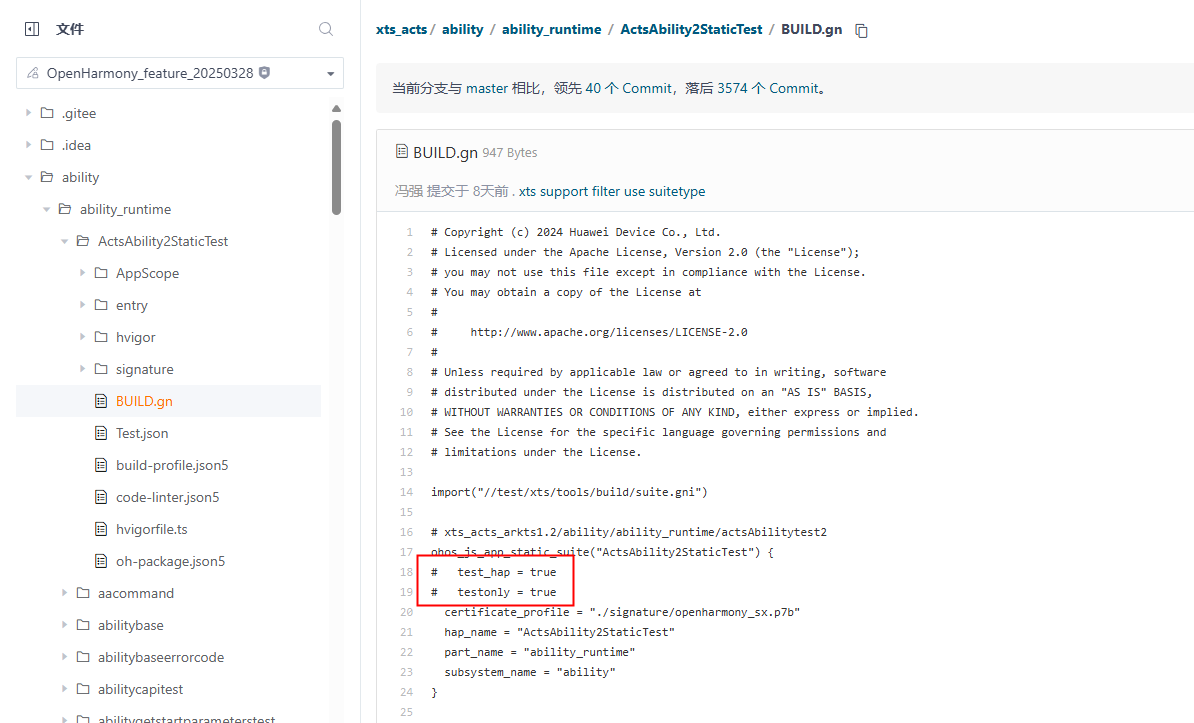 文件
OpenHarmony_feature_20250328
.gitee
.idea
ability
ability_runtime
ActsAbility2StaticTest
AppScope
entry
hvigor
signature
BUILD.gn
Test.json
build-profile.json5
code-linter.json5
hvigorfile.ts
oh-package.json5
aacommand
abilitybase
abilitybaseerrorcode
abilitycapitest
abilitygetstartparameterstest
xts_acts / ability / ability_runtime / ActsAbility2StaticTest / BUILD.gn
当前分支与 master 相比，领先 40 个 Commit，落后 3574 个 Commit。
BUILD.gn 947 Bytes
冯强 提交于 8天前 . xts support filter use suitetype
1 # Copyright (c) 2024 Huawei Device Co., Ltd.
2 # Licensed under the Apache License, Version 2.0 (the "License");
3 # you may not use this file except in compliance with the License.
4 # You may obtain a copy of the License at
5 #
6 #     http://www.apache.org/licenses/LICENSE-2.0
7 #
8 # Unless required by applicable law or agreed to in writing, software
9 # distributed under the License is distributed on an "AS IS" BASIS,
10 # WITHOUT WARRANTIES OR CONDITIONS OF ANY KIND, either express or implied.
11 # See the License for the specific language governing permissions and
12 # limitations under the License.
13
14 import("//test/xts/tools/build/suite.gni")
15
16 # xts_acts_arkts1.2/ability/ability_runtime/actsAbilitytest2
17 ohos_js_app_static_suite("ActsAbility2StaticTest") {
18 #   test_hap = true
19 #   testonly = true
20   certificate_profile = "./signature/openharmony_sx.p7b"
21   hap_name = "ActsAbility2StaticTest"
22   part_name = "ability_runtime"
23   subsystem_name = "ability"
24 }
25